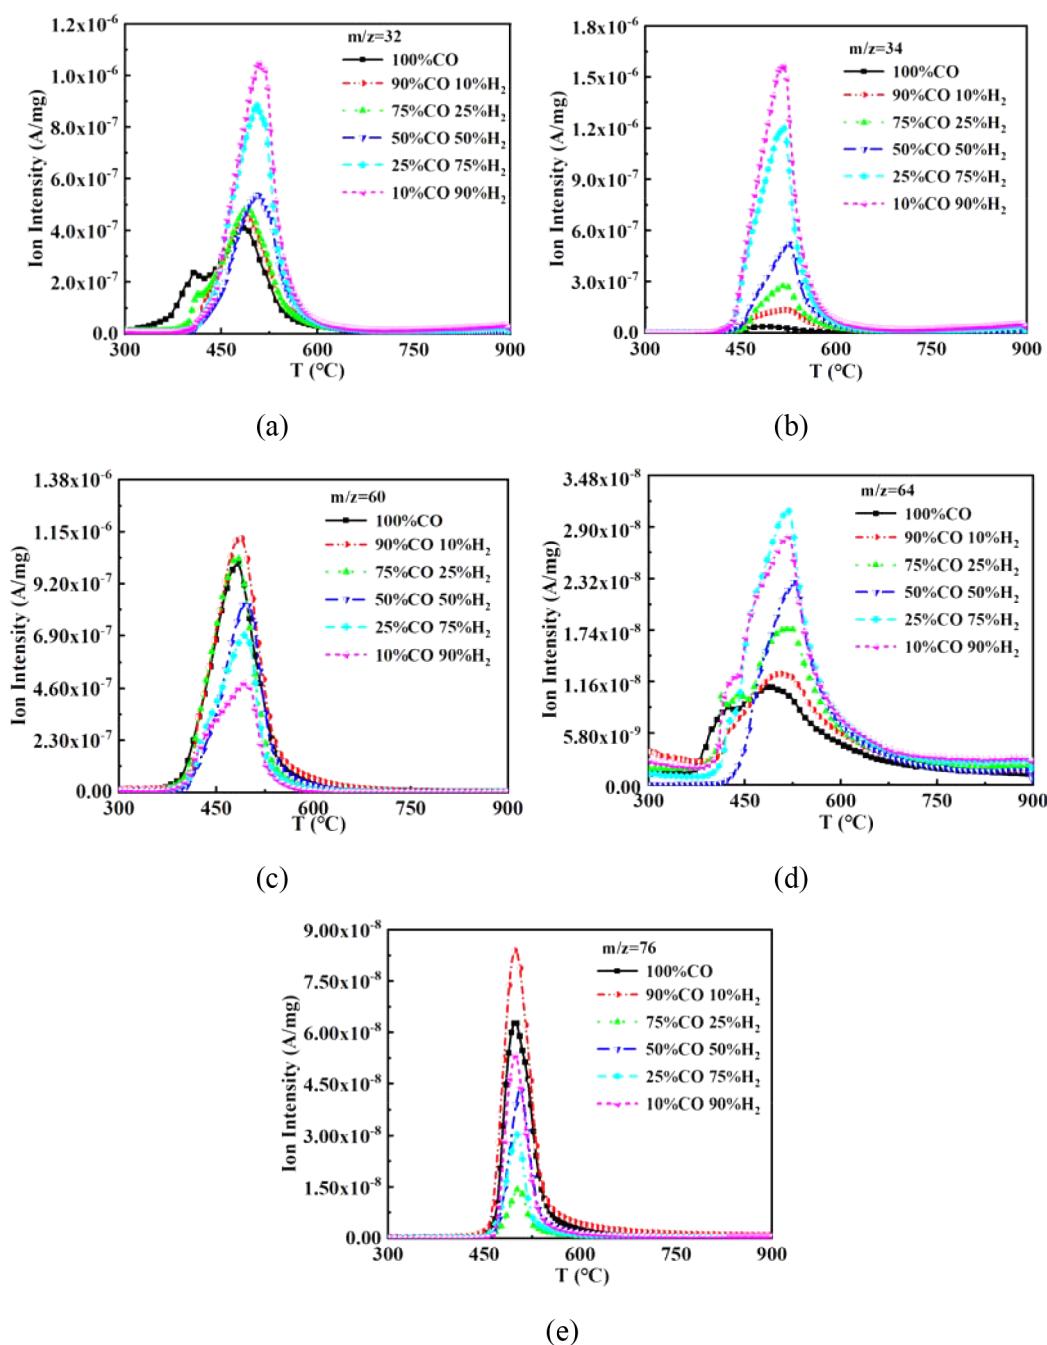 1.2x10⁻⁶
1.0x10⁻⁶
8.0x10⁻⁷
6.0x10⁻⁷
4.0x10⁻⁷
2.0x10⁻⁷
0.0
300 450 600 750 900
T (°C)
Ion Intensity (A/mg)
m/z=32
100%CO
90%CO 10%H₂
75%CO 25%H₂
50%CO 50%H₂
25%CO 75%H₂
10%CO 90%H₂
(a)
1.8x10⁻⁶
1.5x10⁻⁶
1.2x10⁻⁶
9.0x10⁻⁷
6.0x10⁻⁷
3.0x10⁻⁷
0.0
300 450 600 750 900
T (°C)
Ion Intensity (A/mg)
m/z=34
100%CO
90%CO 10%H₂
75%CO 25%H₂
50%CO 50%H₂
25%CO 75%H₂
10%CO 90%H₂
(b)
1.38x10⁻⁶
1.15x10⁻⁶
9.20x10⁻⁷
6.90x10⁻⁷
4.60x10⁻⁷
2.30x10⁻⁷
0.00
300 450 600 750 900
T (°C)
Ion Intensity (A/mg)
m/z=60
100%CO
90%CO 10%H₂
75%CO 25%H₂
50%CO 50%H₂
25%CO 75%H₂
10%CO 90%H₂
(c)
3.48x10⁻⁸
2.90x10⁻⁸
2.32x10⁻⁸
1.74x10⁻⁸
1.16x10⁻⁸
5.80x10⁻⁹
0.00
300 450 600 750 900
T (°C)
Ion Intensity (A/mg)
m/z=64
100%CO
90%CO 10%H₂
75%CO 25%H₂
50%CO 50%H₂
25%CO 75%H₂
10%CO 90%H₂
(d)
9.00x10⁻⁸
7.50x10⁻⁸
6.00x10⁻⁸
4.50x10⁻⁸
3.00x10⁻⁸
1.50x10⁻⁸
0.00
300 450 600 750 900
T (°C)
Ion Intensity (A/mg)
m/z=76
100%CO
90%CO 10%H₂
75%CO 25%H₂
50%CO 50%H₂
25%CO 75%H₂
10%CO 90%H₂
(e)